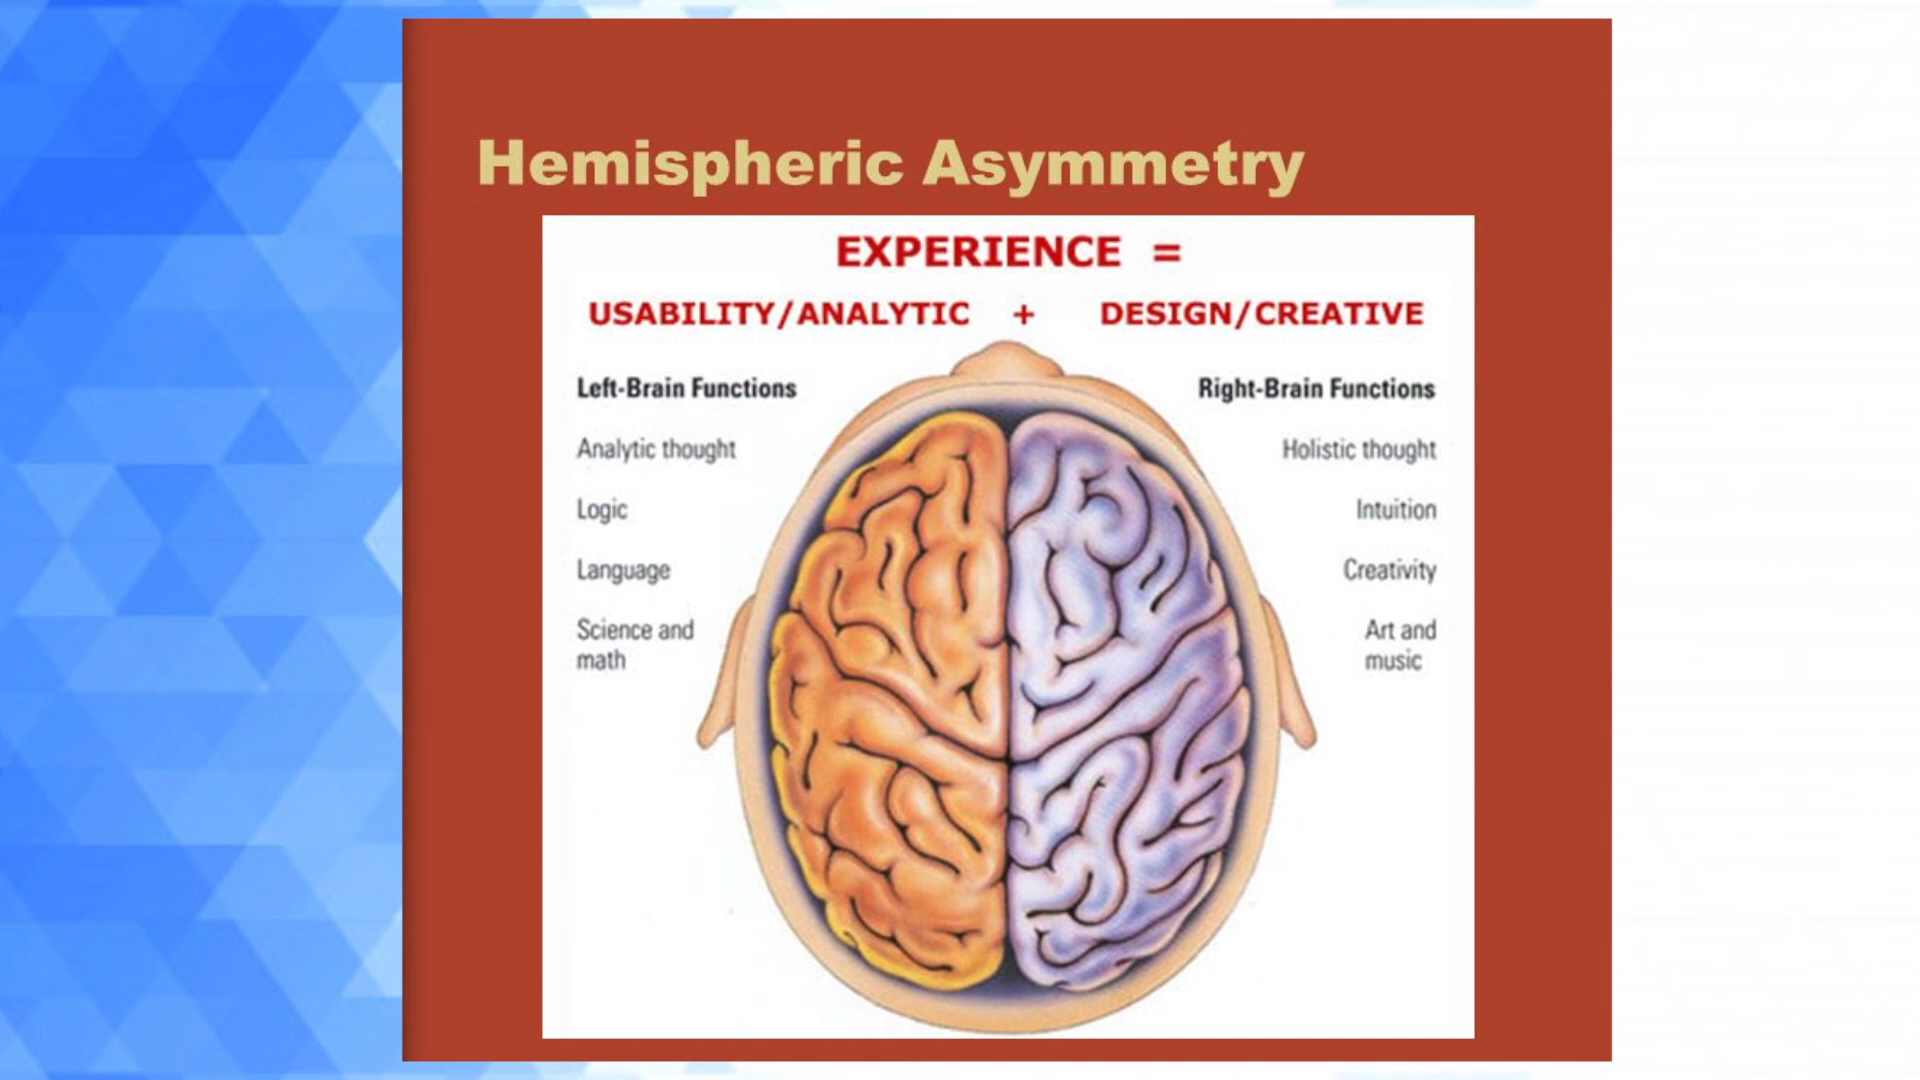 Hemispheric Asymmetry
EXPERIENCE =
USABILITY/ANALYTIC + DESIGN/CREATIVE
Left-Brain Functions
Analytic thought
Logic
Language
Science and
math
Right-Brain Functions
Holistic thought
Intuition
Creativity
Art and
music